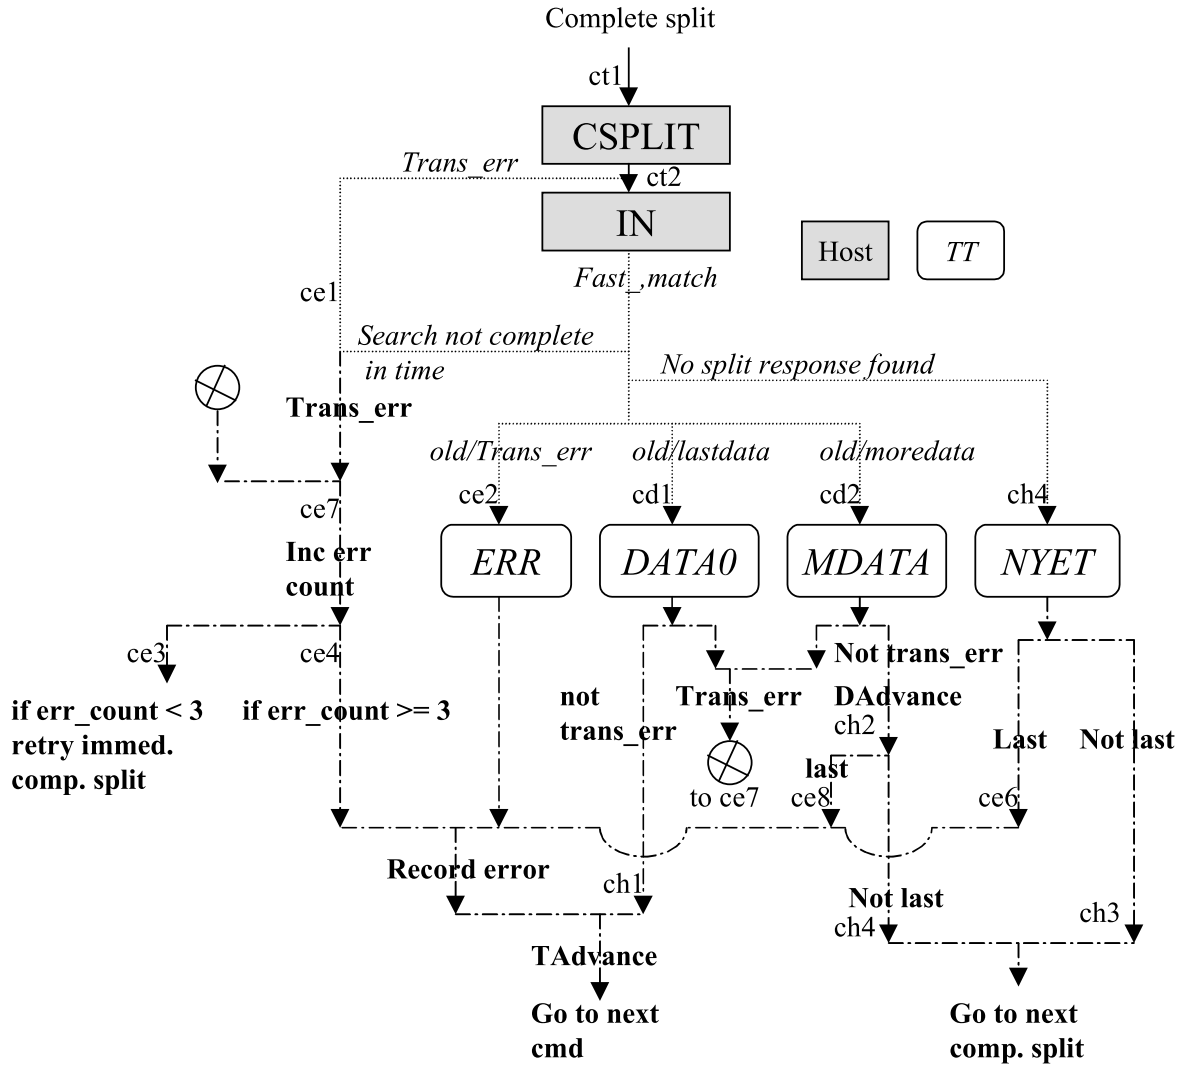 Complete split
ct1
CSPLIT
Trans_err
ct2
IN
Host
TT
Fast_,match
ce1
Search not complete
in time
No split response found
Trans_err
old/Trans_err
old/lastdata
old/moredata
ce2
cd1
cd2
ch4
ce7
ERR
DATA0
MDATA
NYET
Inc err
count
ce3
ce4
Not trans_err
if err_count < 3
retry immed.
comp. split
if err_count >= 3
not
trans_err
Trans_err
DAdvance
ch2
Last
Not last
last
to ce7
ce8
ce6
Record error
ch1
Not last
ch4
ch3
TAdvance
Go to next
cmd
Go to next
comp. split